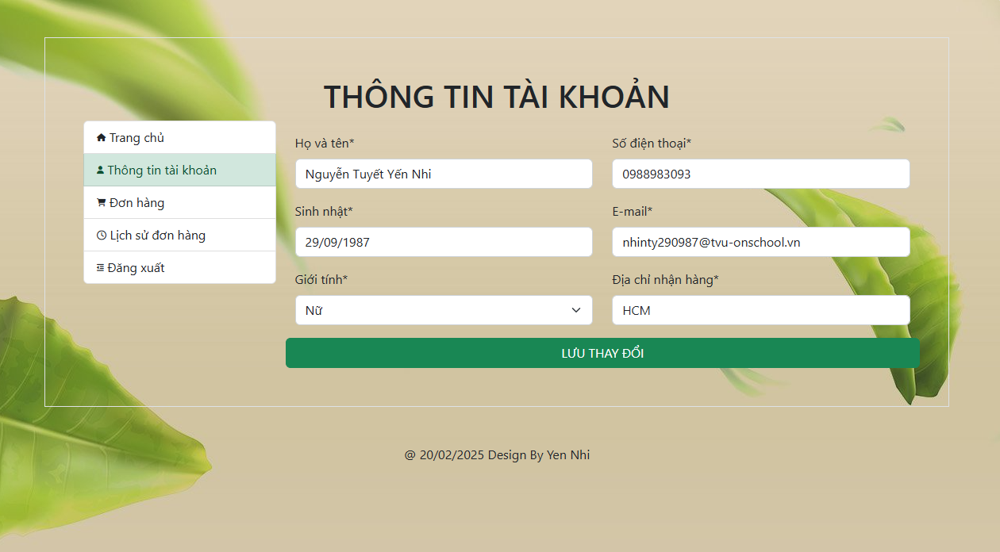 THÔNG TIN TÀI KHOẢN
Trang chủ
Thông tin tài khoản
Đơn hàng
Lịch sử đơn hàng
Đăng xuất
Họ và tên*
Số điện thoại*
Nguyễn Tuyết Yến Nhi
0988983093
Sinh nhật*
E-mail*
29/09/1987
nhinty290987@tvu-onschool.vn
Giới tính*
Địa chỉ nhận hàng*
Nữ
HCM
LƯU THAY ĐỔI
@ 20/02/2025 Design By Yen Nhi